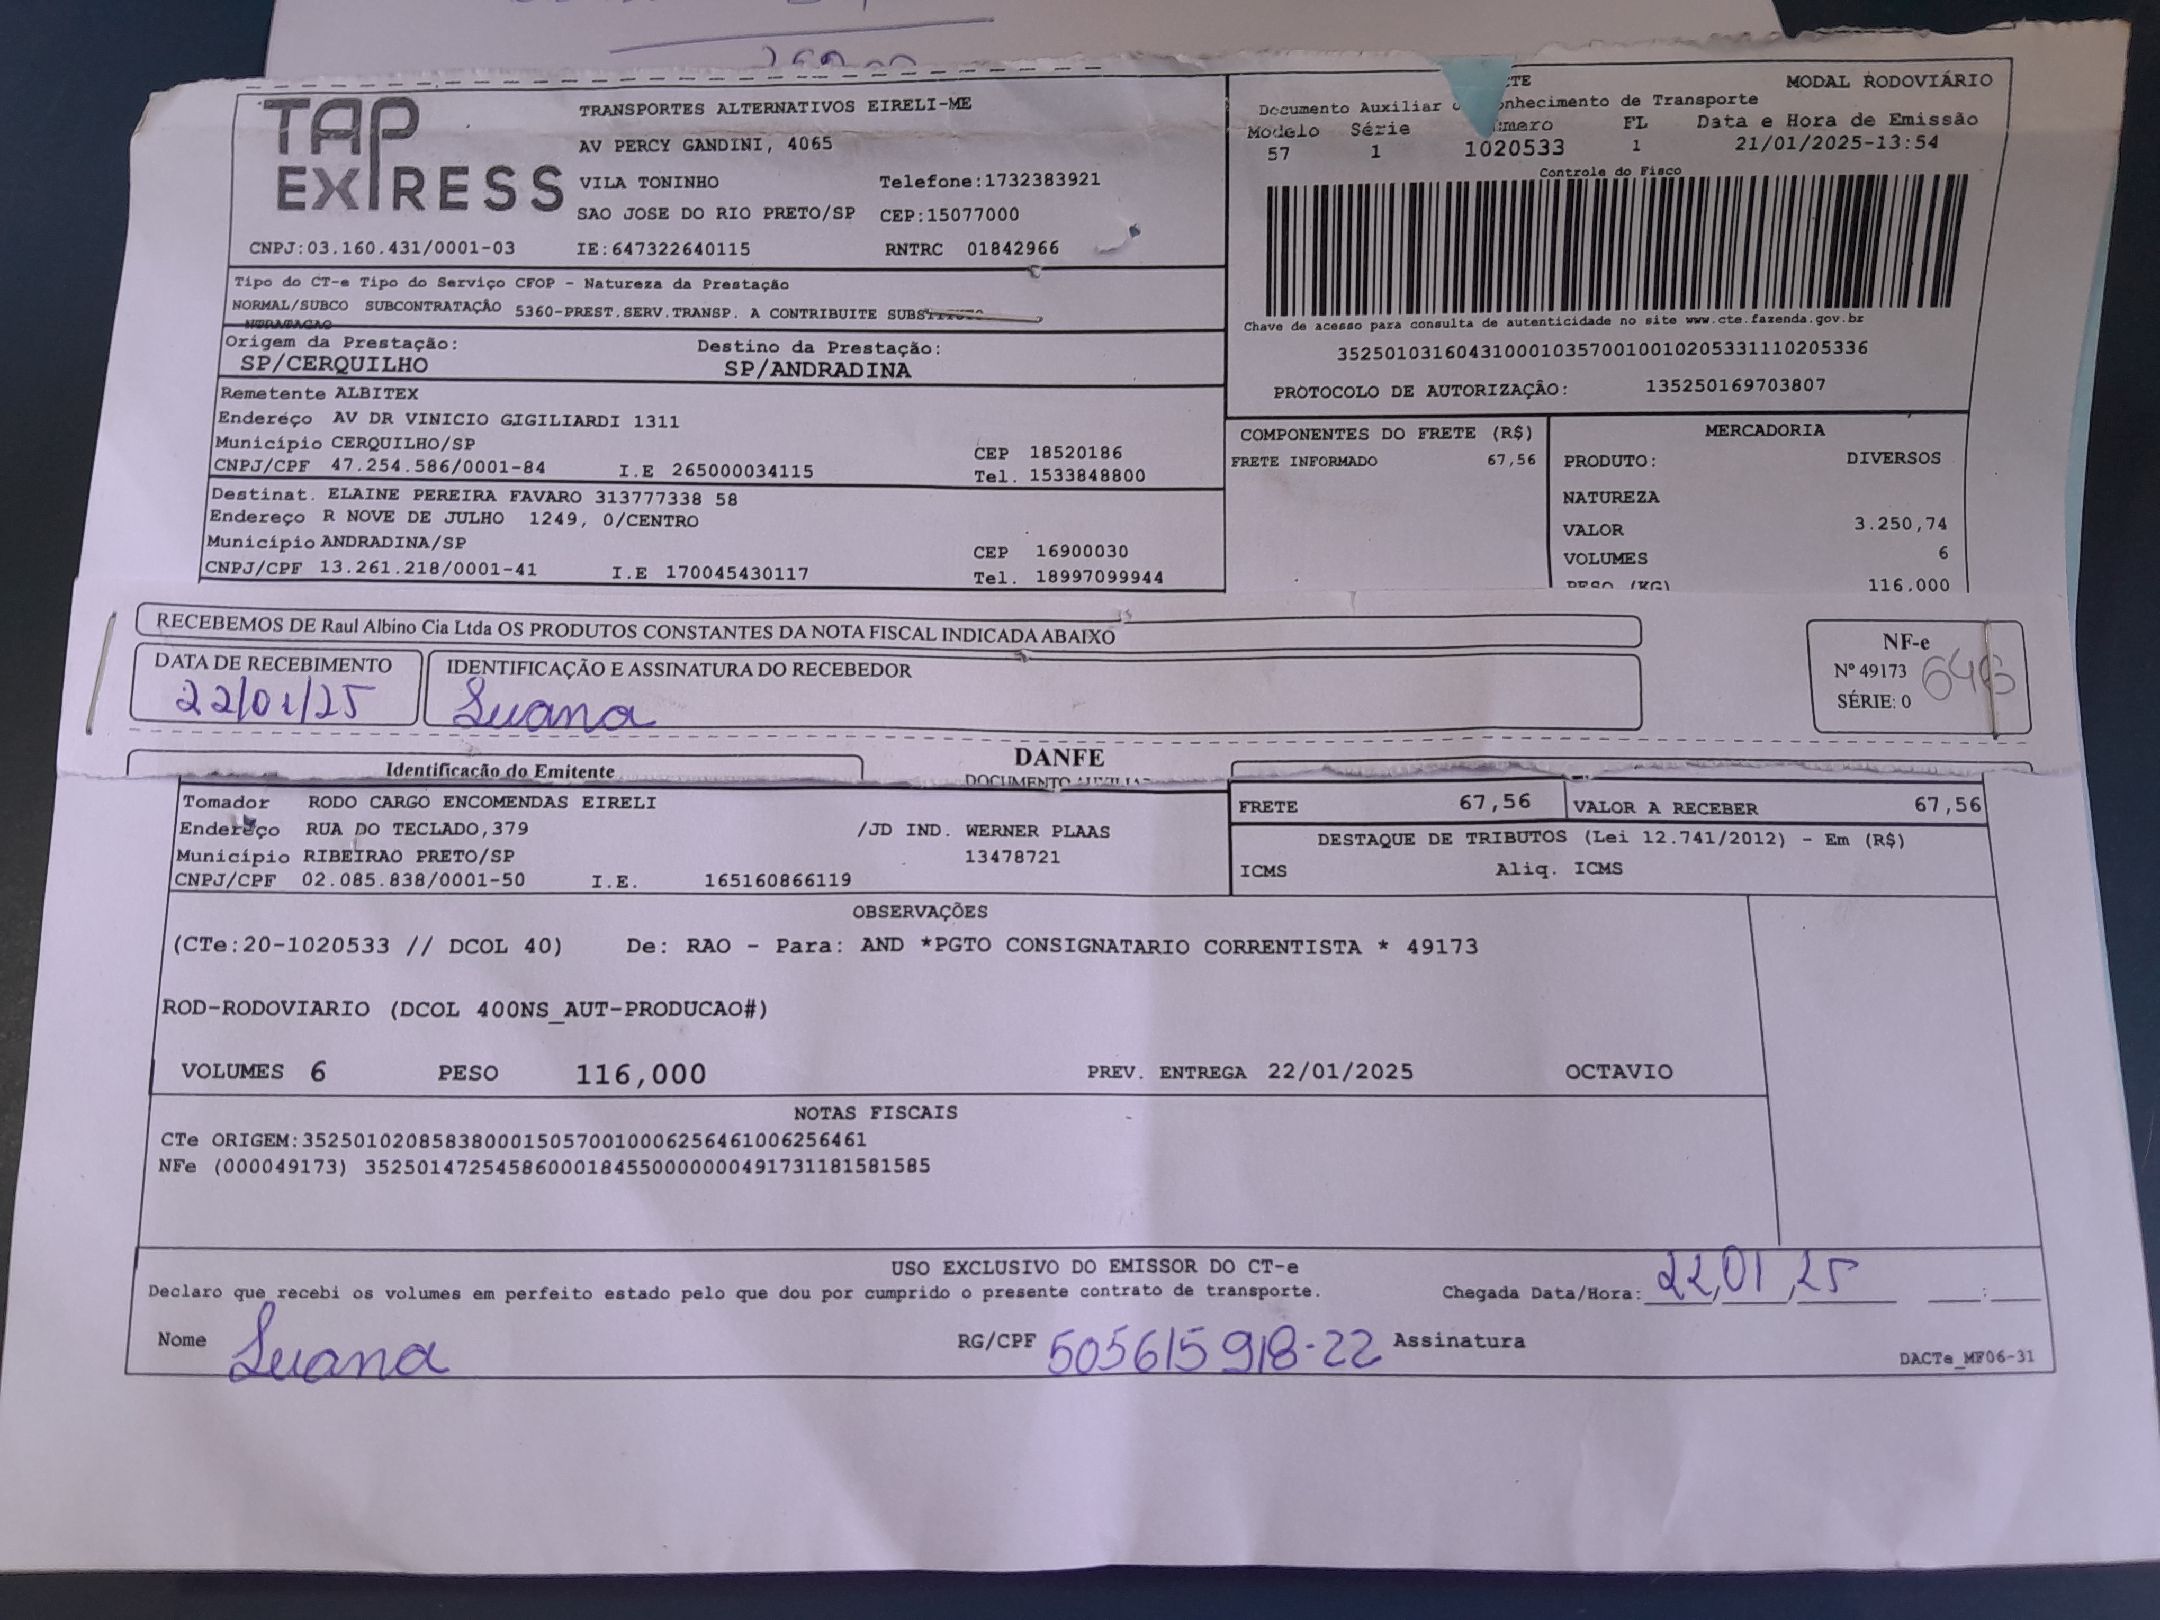 TAP EXPRESS
TRANSPORTES ALTERNATIVOS EIRELI-ME
AV PERCY GANDINI, 4065
VILA TONINHO Telefone:1732383921
SAO JOSE DO RIO PRETO/SP CEP:15077000
CNPJ:03.160.431/0001-03 IE:647322640115 RNTRC 01842966
MODAL RODOVIÁRIO
Documento Auxiliar nhecimento de Transporte
Modelo Série FL Data e Hora de Emissão
57 1 1020533 1 21/01/2025-13:54
Controle do Fisco
Chave de acesso para consulta de autenticidade no site www.cte.fazenda.gov.br
35250103160431000103570010010205331110205336
PROTOCOLO DE AUTORIZAÇÃO: 135250169703807
Tipo do CT-e Tipo do Serviço CFOP - Natureza da Prestação
NORMAL/SUBCO SUBCONTRATAÇÃO 5360-PREST.SERV.TRANSP. A CONTRIBUITE SUBSTITUTO
NTRATACAO
Origem da Prestação: Destino da Prestação:
SP/CERQUILHO SP/ANDRADINA
Remetente ALBITEX
Endereço AV DR VINICIO GIGILIARDI 1311
Município CERQUILHO/SP CEP 18520186
CNPJ/CPF 47.254.586/0001-84 I.E 265000034115 Tel. 1533848800
Destinat. ELAINE PEREIRA FAVARO 313777338 58
Endereço R NOVE DE JULHO 1249, 0/CENTRO
Município ANDRADINA/SP CEP 16900030
CNPJ/CPF 13.261.218/0001-41 I.E 170045430117 Tel. 18997099944
COMPONENTES DO FRETE (R$)
FRETE INFORMADO 67,56
MERCADORIA
PRODUTO: DIVERSOS
NATUREZA
VALOR 3.250,74
VOLUMES 6
PESO (KG) 116,000
RECEBEMOS DE Raul Albino Cia Ltda OS PRODUTOS CONSTANTES DA NOTA FISCAL INDICADA ABAIXO
DATA DE RECEBIMENTO IDENTIFICAÇÃO E ASSINATURA DO RECEBEDOR
22/01/25 Luana
NF-e
Nº 49173
SÉRIE: 0
646
DANFE
Identificação do Emitente
DOCUMENTO AUXILIA
Tomador RODO CARGO ENCOMENDAS EIRELI
Endereço RUA DO TECLADO,379 /JD IND. WERNER PLAAS
Município RIBEIRAO PRETO/SP 13478721
CNPJ/CPF 02.085.838/0001-50 I.E. 165160866119
FRETE 67,56 VALOR A RECEBER 67,56
DESTAQUE DE TRIBUTOS (Lei 12.741/2012) - Em (R$)
ICMS Aliq. ICMS
OBSERVAÇÕES
(CTe:20-1020533 // DCOL 40) De: RAO - Para: AND *PGTO CONSIGNATARIO CORRENTISTA * 49173
ROD-RODOVIARIO (DCOL 400NS_AUT-PRODUCAO#)
VOLUMES 6 PESO 116,000 PREV. ENTREGA 22/01/2025 OCTAVIO
NOTAS FISCAIS
CTe ORIGEM:35250102085838000150570010006256461006256461
NFe (000049173) 35250147254586000184550000000491731181581585
USO EXCLUSIVO DO EMISSOR DO CT-e
Declaro que recebi os volumes em perfeito estado pelo que dou por cumprido o presente contrato de transporte. Chegada Data/Hora: 22/01/25 :
Nome Luana RG/CPF 505615918-22 Assinatura
DACTe_MF06-31